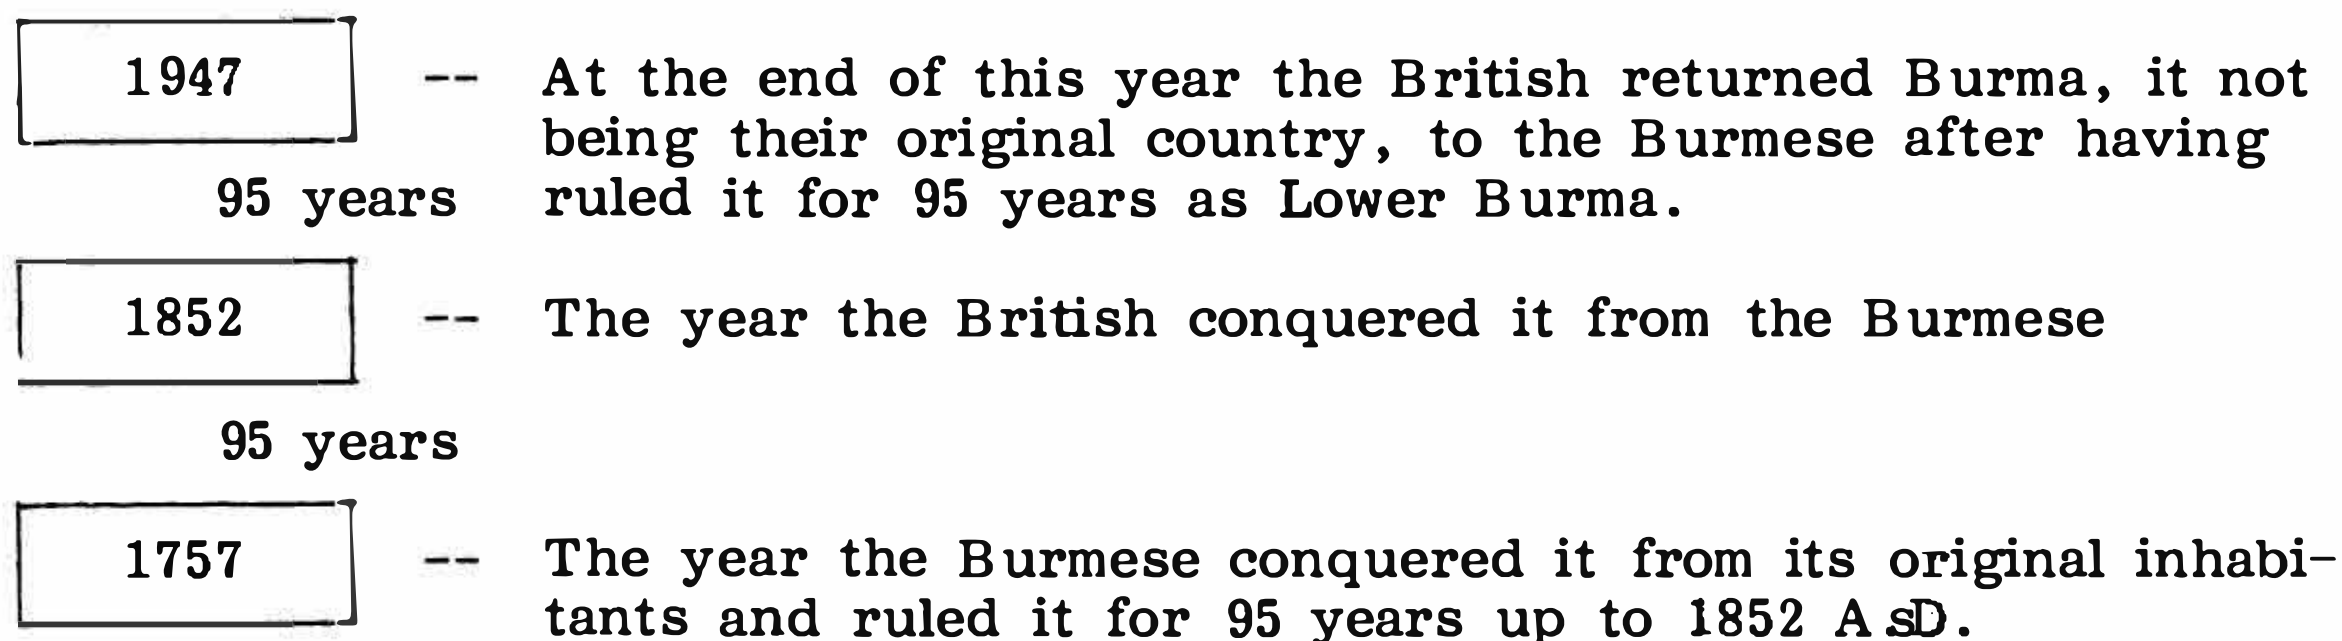 1947 -- At the end of this year the British returned Burma, it not
being their original country, to the Burmese after having
95 years ruled it for 95 years as Lower Burma.
1852 -- The year the British conquered it from the Burmese
95 years
1757 -- The year the Burmese conquered it from its original inhabi-
tants and ruled it for 95 years up to 1852 AsD.